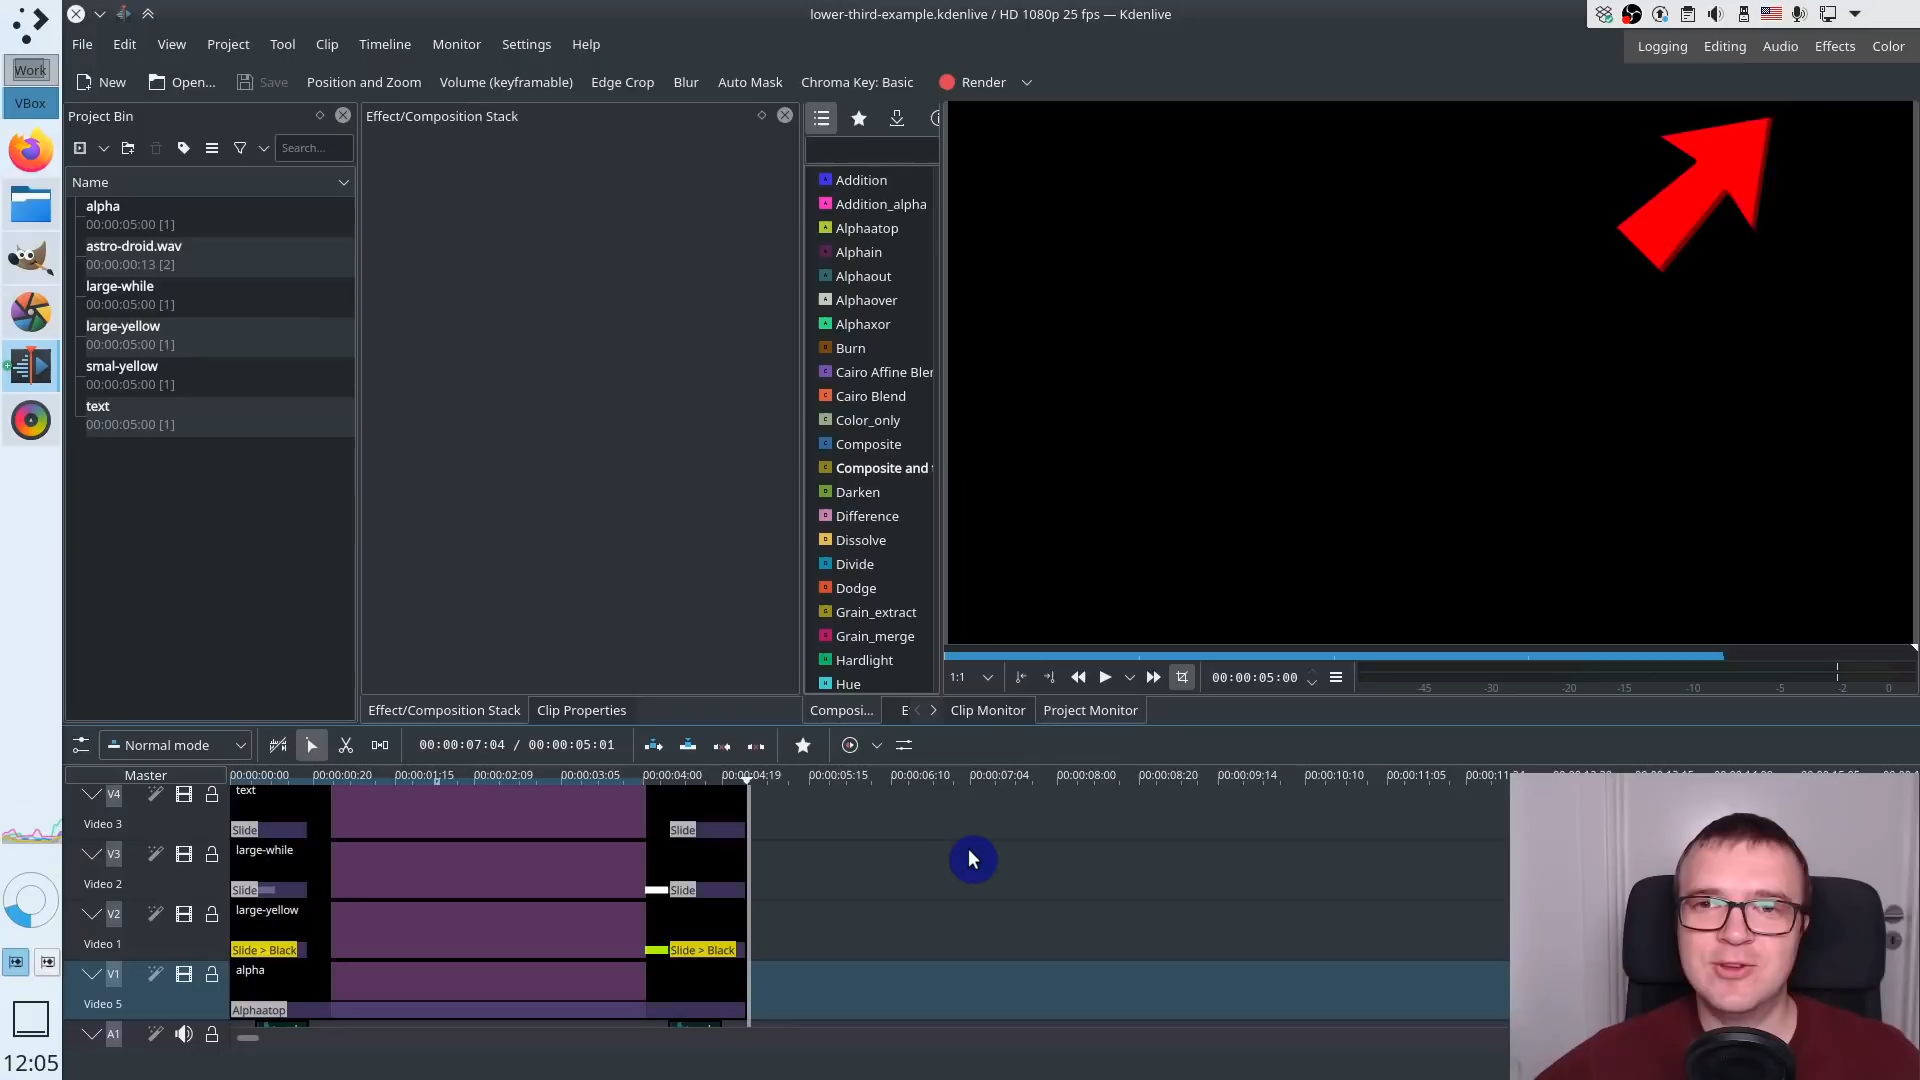 lower-third-example.kdenlive / HD 1080p 25 fps — Kdenlive
Work
VBox
File Edit View Project Tool Clip Timeline Monitor Settings Help
Logging Editing Audio Effects Color
New Open... Save Position and Zoom Volume (keyframable) Edge Crop Blur Auto Mask Chroma Key: Basic Render
Project Bin
Search...
Name
alpha
00:00:05:00 [1]
astro-droid.wav
00:00:00:13 [2]
large-while
00:00:05:00 [1]
large-yellow
00:00:05:00 [1]
smal-yellow
00:00:05:00 [1]
text
00:00:05:00 [1]
Effect/Composition Stack
Addition
Addition_alpha
Alphaatop
Alphain
Alphaout
Alphaover
Alphaxor
Burn
Cairo Affine Blen
Cairo Blend
Color_only
Composite
Composite and
Darken
Difference
Dissolve
Divide
Dodge
Grain_extract
Grain_merge
Hardlight
Hue
1:1 00:00:05:00
-45 -30 -20 -15 -10 -5 -2 0
Effect/Composition Stack Clip Properties Composi... E Clip Monitor Project Monitor
Normal mode 00:00:07:04 / 00:00:05:01
Master
00:00:00:00 00:00:00:20 00:00:01:15 00:00:02:09 00:00:03:05 00:00:04:00 00:00:04:19 00:00:05:15 00:00:06:10 00:00:07:04 00:00:08:00 00:00:08:20 00:00:09:14 00:00:10:10 00:00:11:05
V4 text
Video 3 Slide Slide
V3 large-while
Video 2 Slide Slide
V2 large-yellow
Video 1 Slide > Black Slide > Black
V1 alpha
Video 5 Alphaatop
A1
12:05